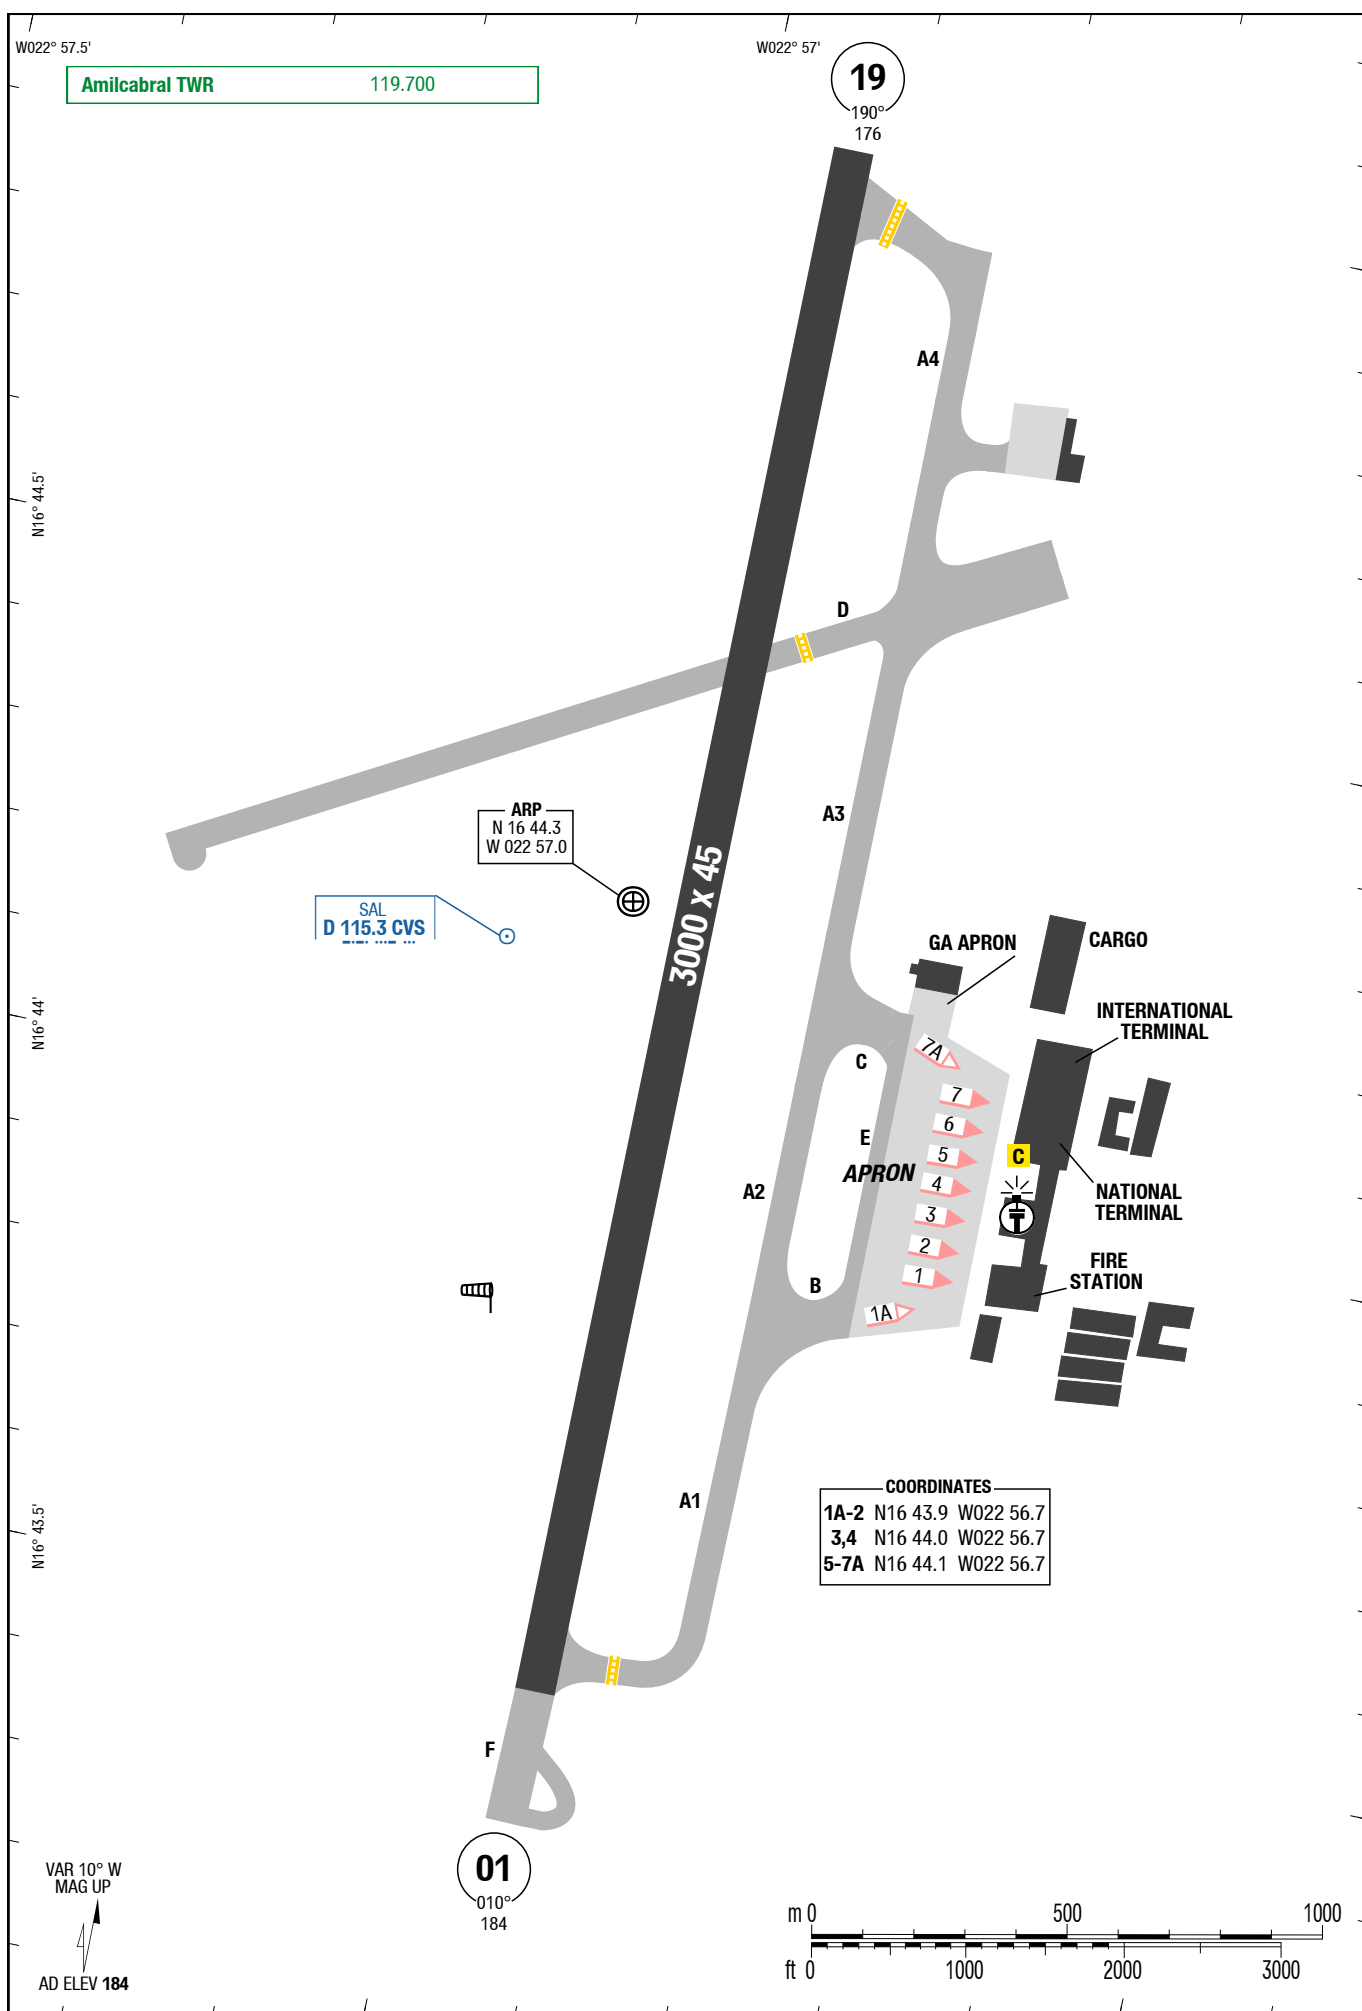 W022° 57.5'
W022° 57'
Amilcabral TWR 119.700
19
190°
176
A4
N16° 44.5'
D
ARP
N 16 44.3
W 022 57.0
A3
SAL
D 115.3 CVS
3000 x 45
GA APRON
CARGO
INTERNATIONAL
TERMINAL
N16° 44'
7A
C
7
6
E
5
C
APRON
4
A2
NATIONAL
TERMINAL
3
2
FIRE
STATION
1
B
1A
A1
COORDINATES
1A-2 N16 43.9 W022 56.7
3,4 N16 44.0 W022 56.7
5-7A N16 44.1 W022 56.7
N16° 43.5'
F
01
010°
184
VAR 10° W
MAG UP
AD ELEV 184
m 0 500 1000
ft 0 1000 2000 3000